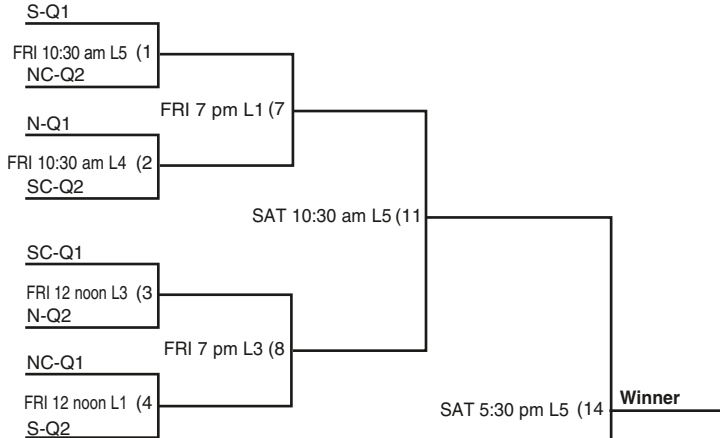 S-Q1
FRI 10:30 am L5 (1
NC-Q2
FRI 7 pm L1 (7
N-Q1
FRI 10:30 am L4 (2
SC-Q2
SAT 10:30 am L5 (11
SC-Q1
FRI 12 noon L3 (3
N-Q2
FRI 7 pm L3 (8
NC-Q1
FRI 12 noon L1 (4
S-Q2
SAT 5:30 pm L5 (14
Winner